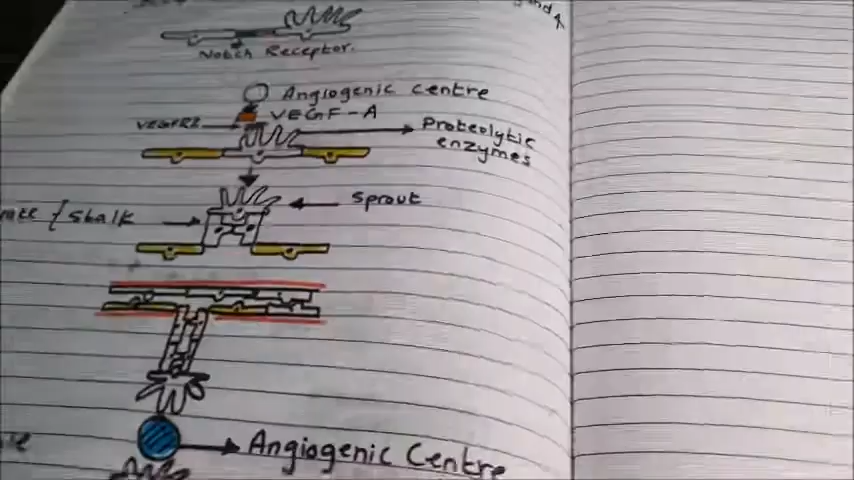 Notch Receptor.
Angiogenic centre
VEGF-A
VEGFR2
Proteolytic
enzymes
Sprout
/ Stalk
Angiogenic Centre